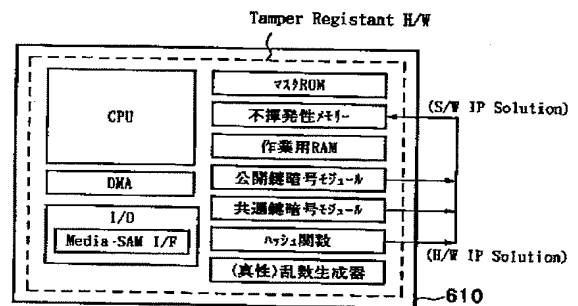 Tamper Registant H/W
CPU
DMA
I/O
Media-SAM I/F
マスタROM
不揮発性メモリー
作業用RAM
公開鍵暗号モジュール
共通鍵暗号モジュール
ハッシュ関数
(真性)乱数生成器
(S/W IP Solution)
(H/W IP Solution)
610